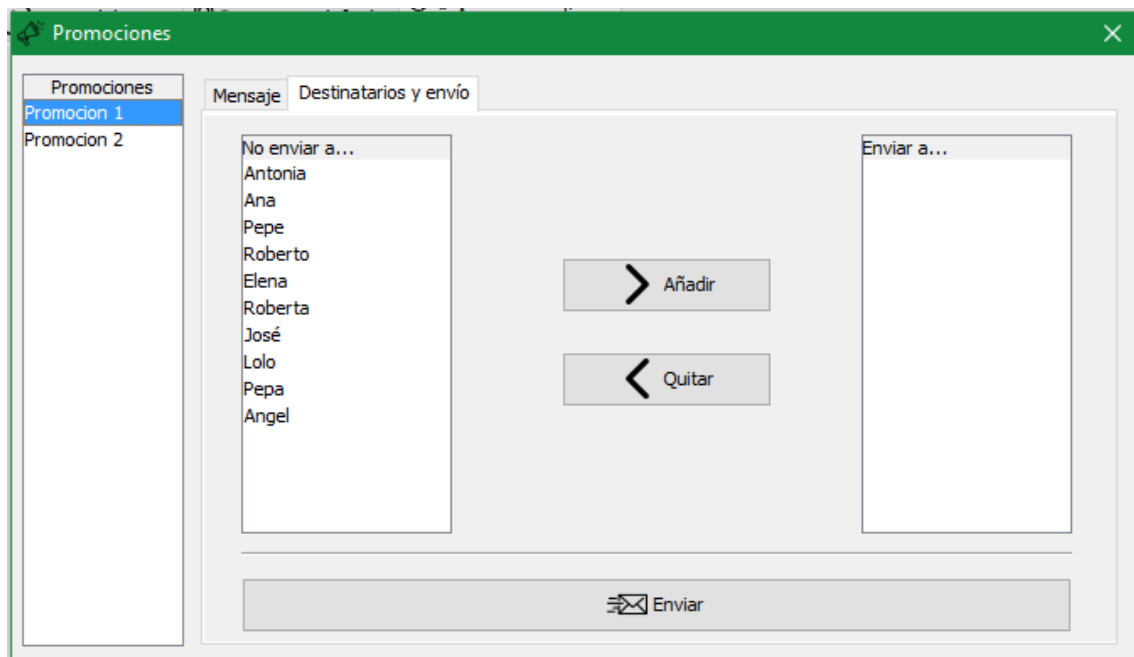 Promociones
Promociones
Promocion 1
Promocion 2
Mensaje
Destinatarios y envío
No enviar a...
Antonia
Ana
Pepe
Roberto
Elena
Roberta
José
Lolo
Pepa
Angel
Añadir
Quitar
Enviar a...
Enviar